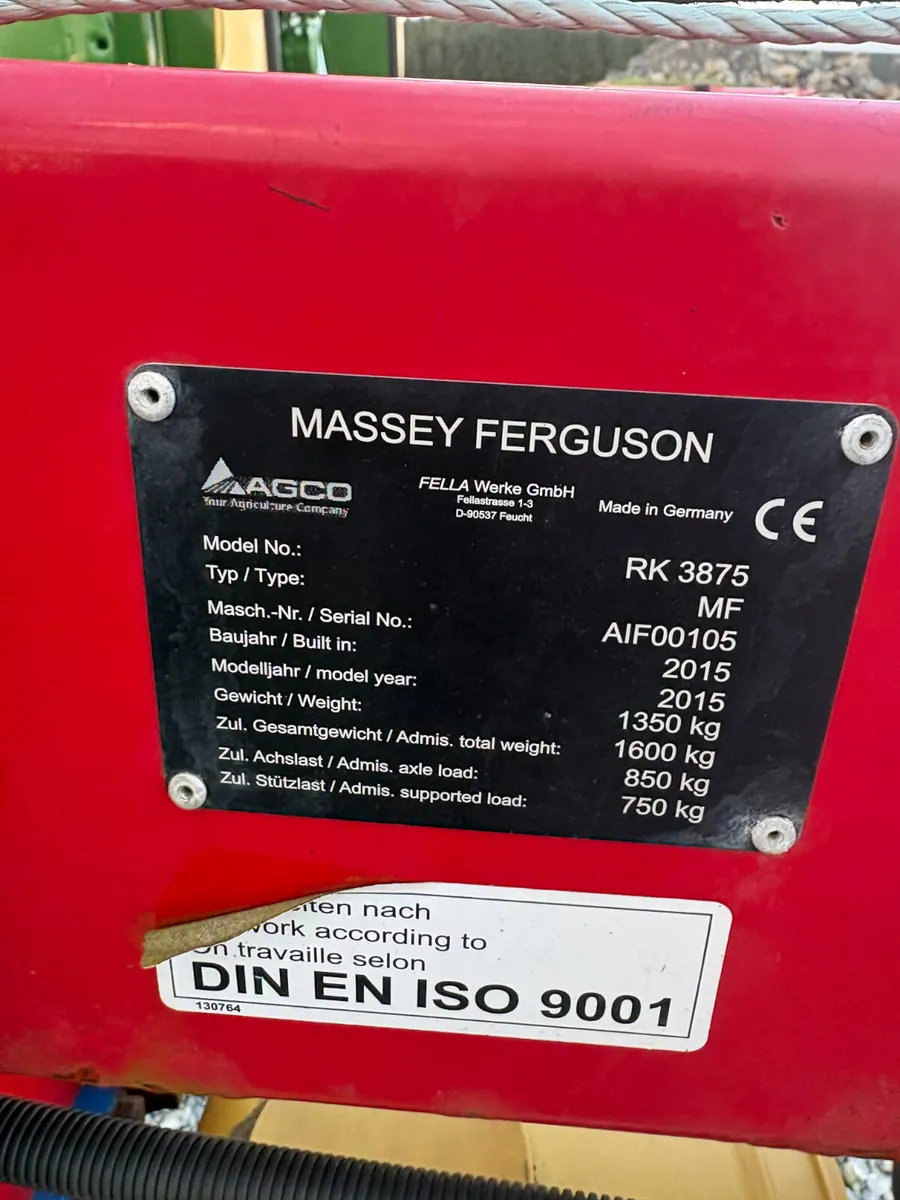 MASSEY FERGUSON
AGCO
Your Agriculture Company
FELLA Werke GmbH
Fellastrasse 1-3
D-90537 Feucht
Made in Germany
CE
Model No.: RK 3875
Typ / Type: MF
Masch.-Nr. / Serial No.: AIF00105
Baujahr / Built in: 2015
Modelljahr / model year: 2015
Gewicht / Weight: 1350 kg
Zul. Gesamtgewicht / Admis. total weight: 1600 kg
Zul. Achslast / Admis. axle load: 850 kg
Zul. Stützlast / Admis. supported load: 750 kg
iten nach
work according to
On travaille selon
DIN EN ISO 9001
130764